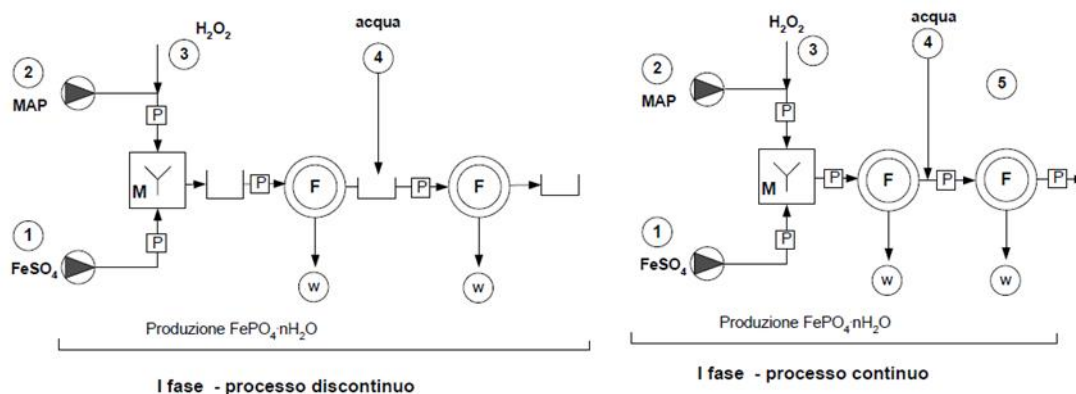 H₂O₂
3
acqua
4
2
MAP
P
M
P
F
P
F
1
FeSO₄
P
w
w
Produzione FePO₄·nH₂O
I fase - processo discontinuo
H₂O₂
3
acqua
4
2
MAP
5
P
M
P
F
P
F
P
1
FeSO₄
P
w
w
Produzione FePO₄·nH₂O
I fase - processo continuo